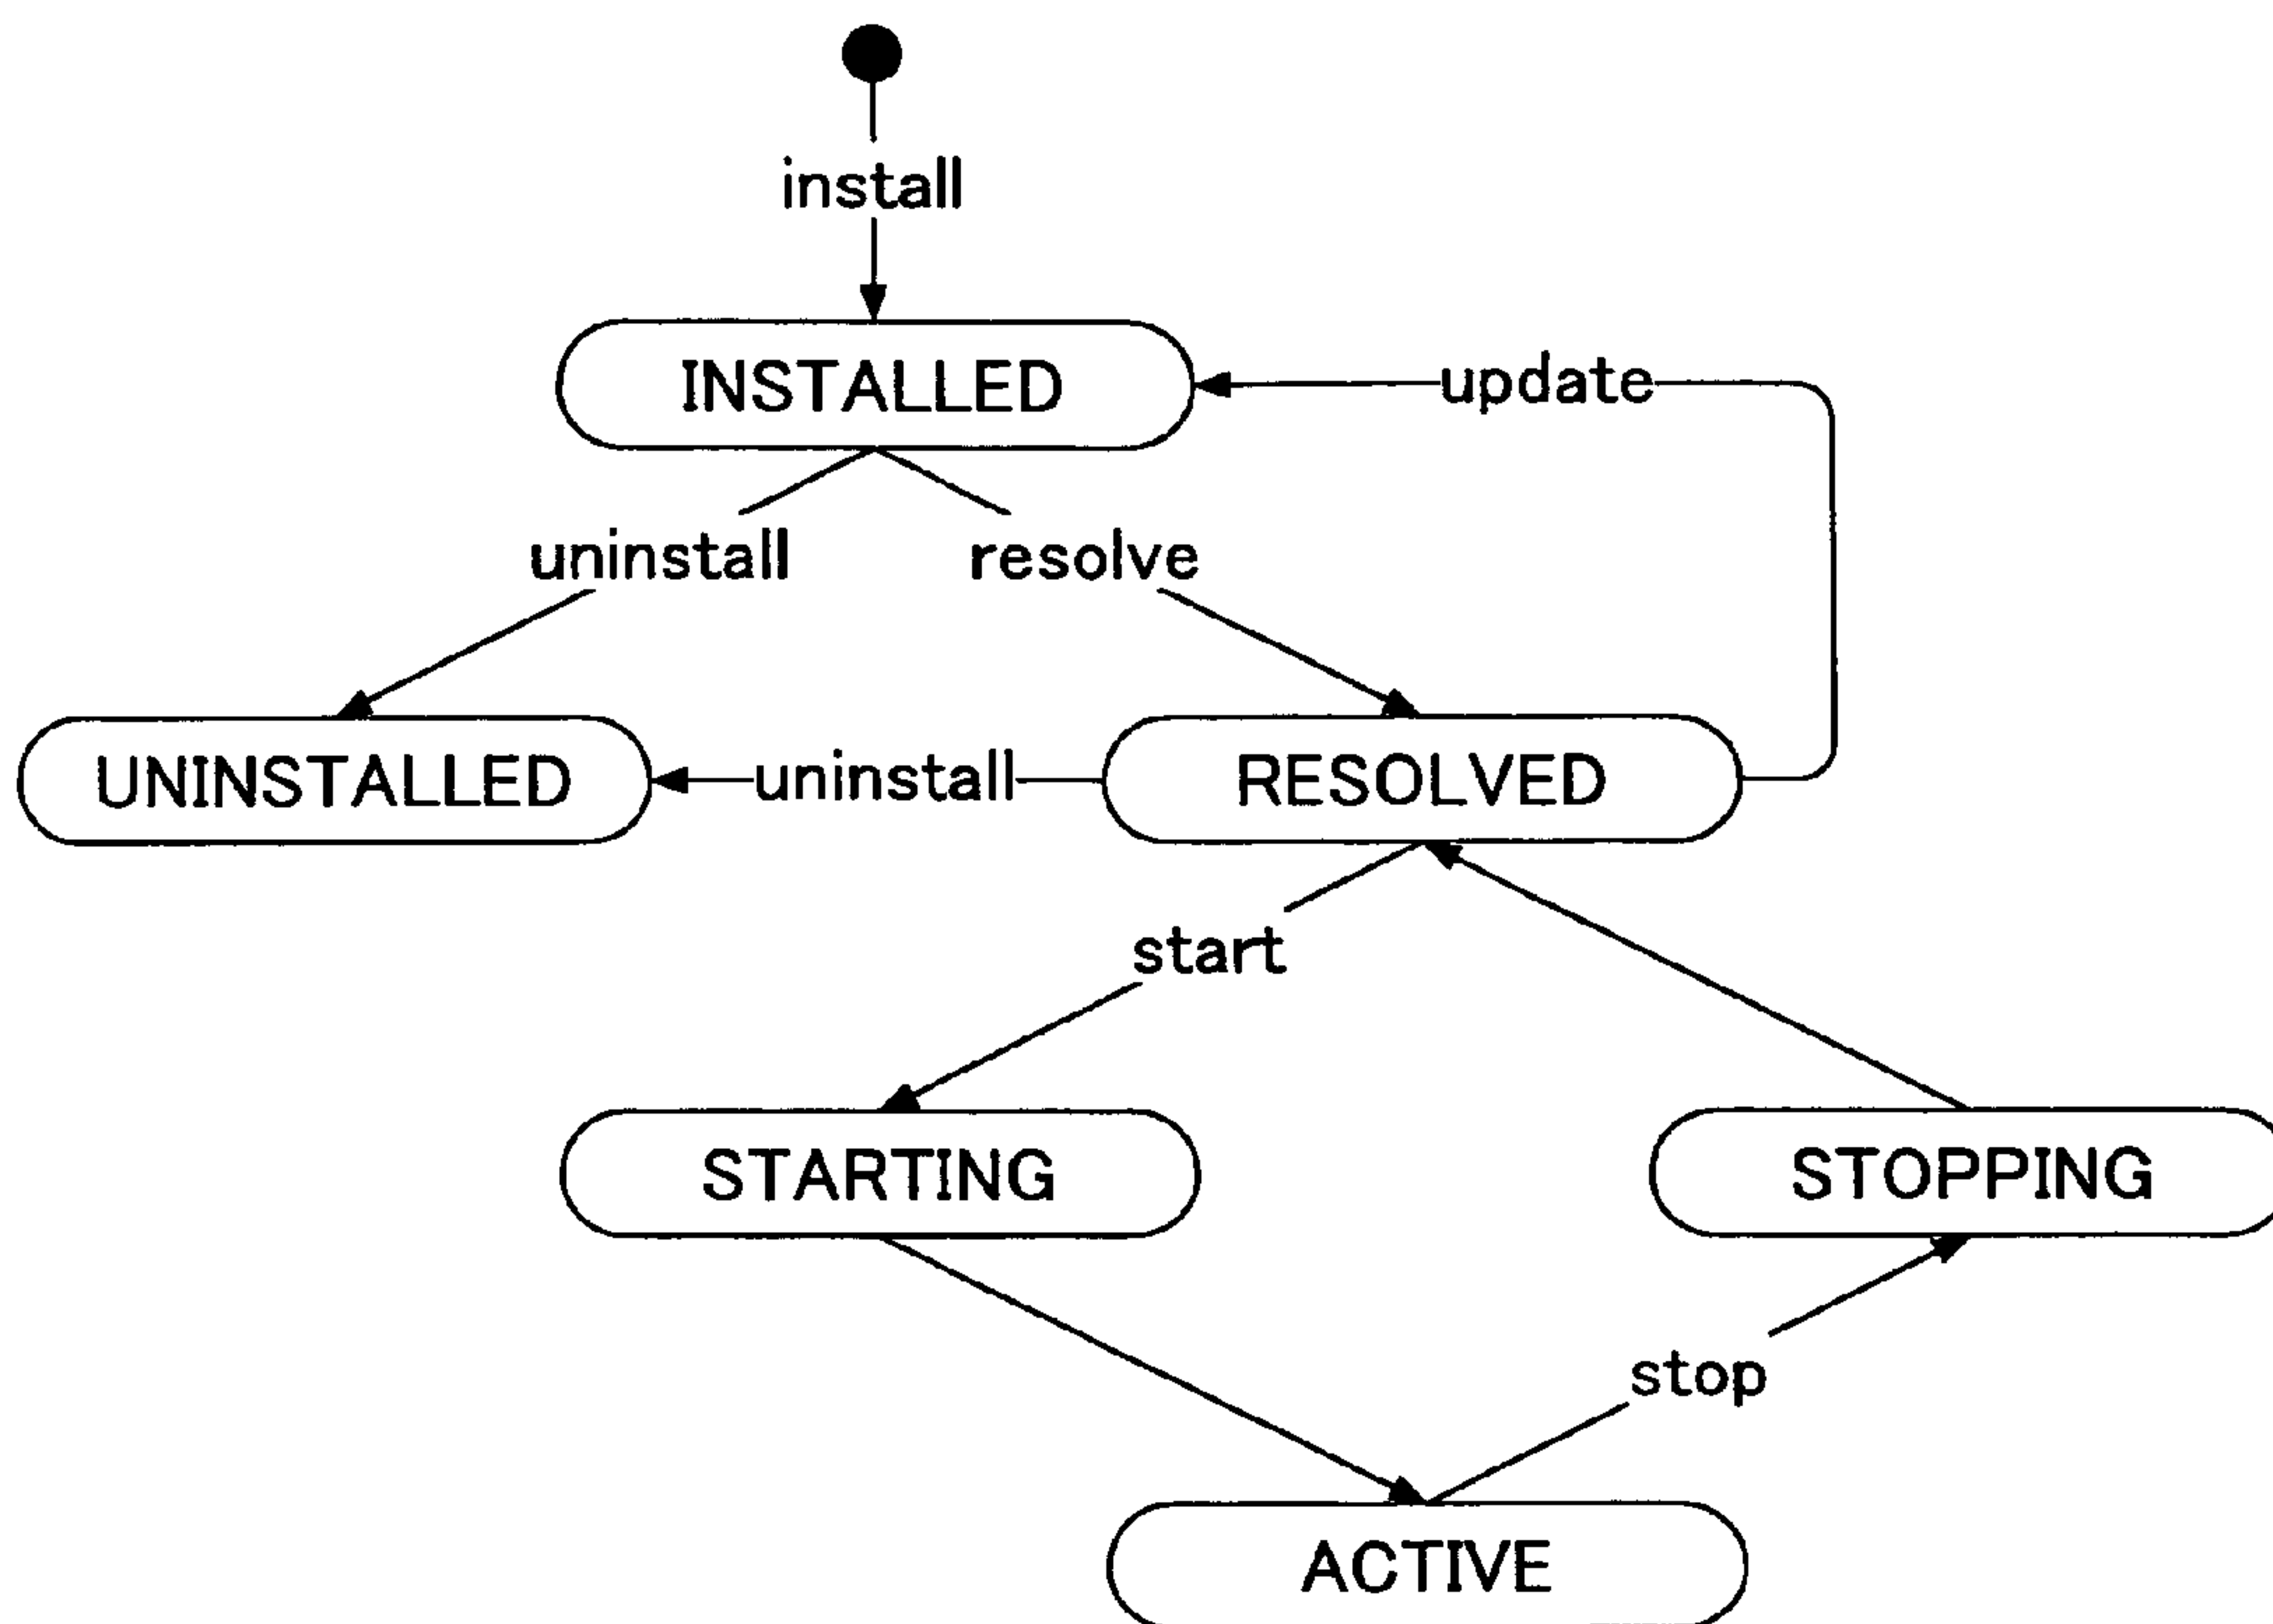 install
INSTALLED
update
uninstall
resolve
UNINSTALLED
uninstall
RESOLVED
start
STARTING
STOPPING
stop
ACTIVE